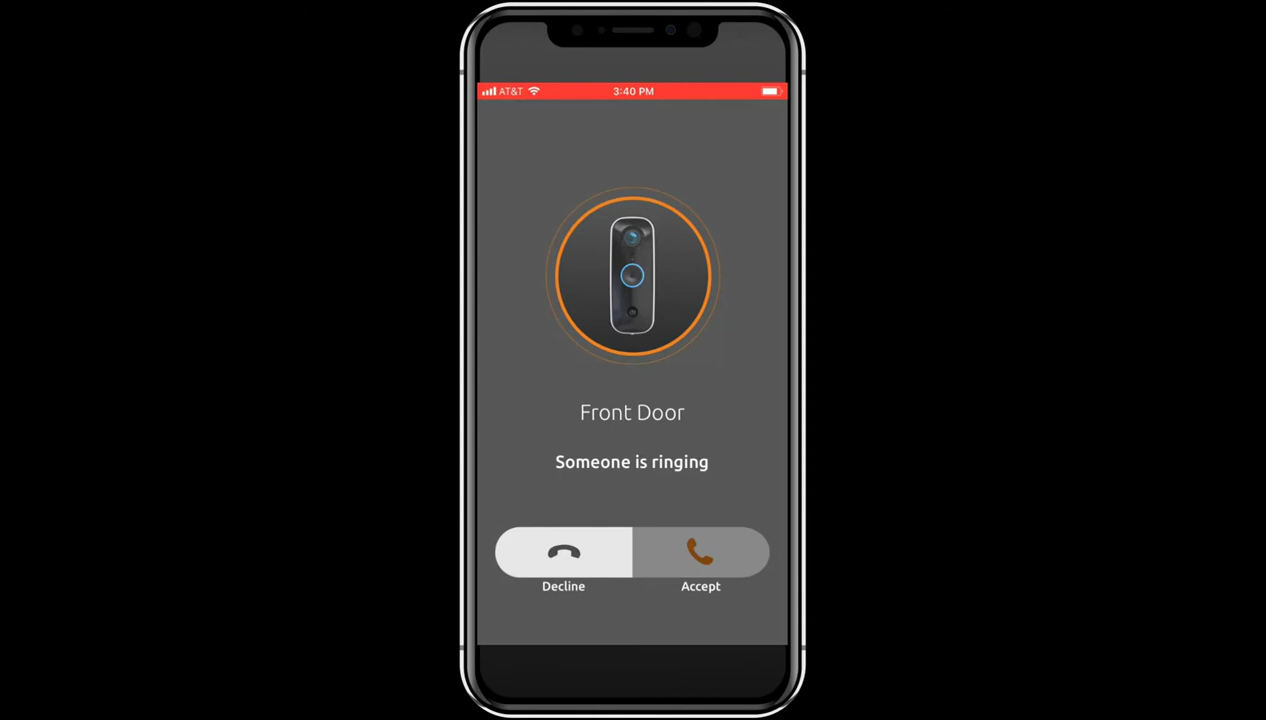 AT&T 3:40 PM
Front Door
Someone is ringing
Decline Accept